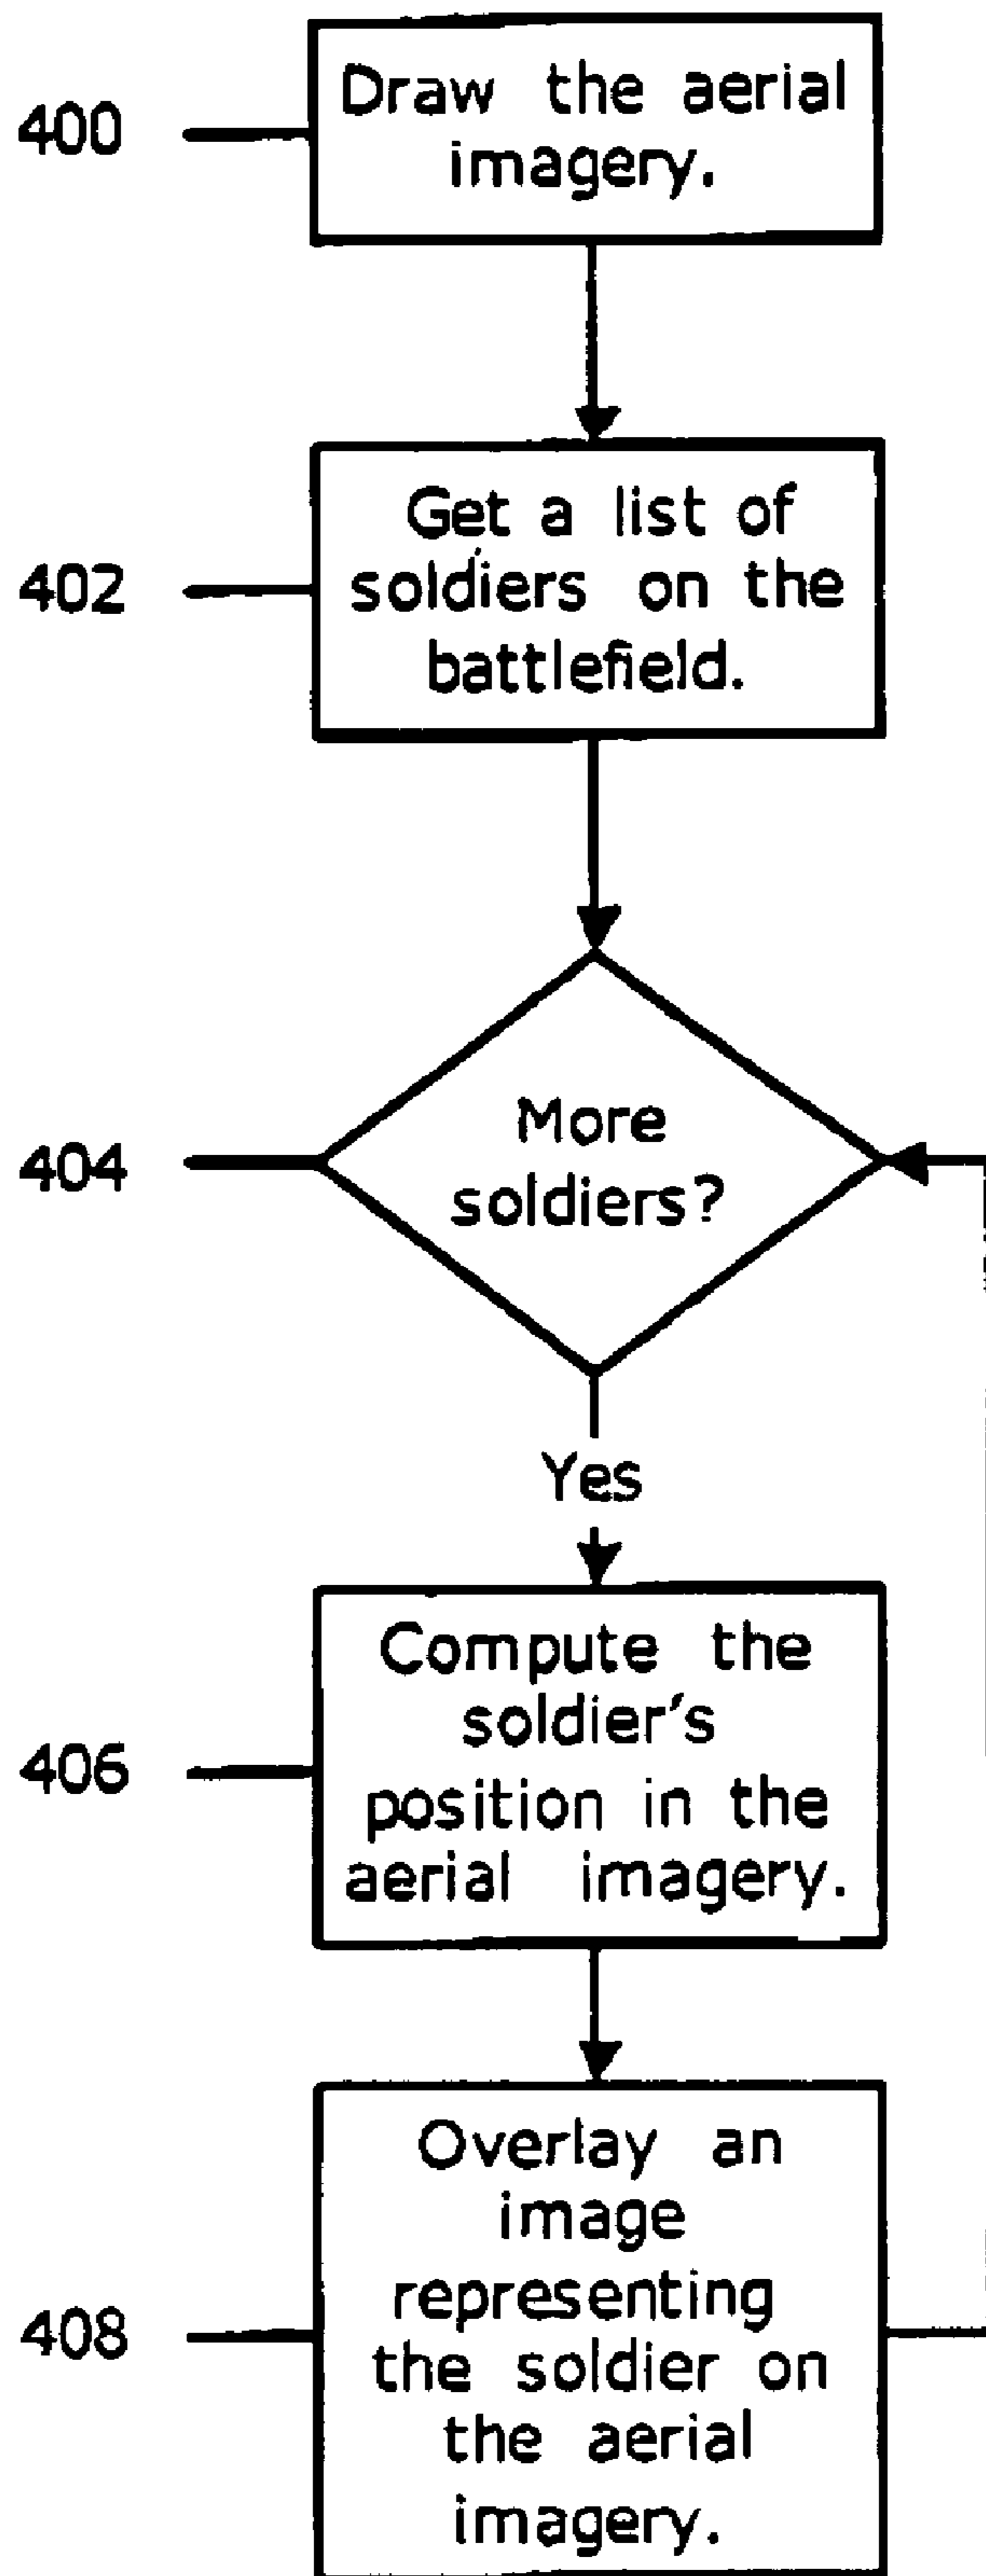 400
Draw the aerial
imagery.
402
Get a list of
soldiers on the
battlefield.
404
More
soldiers?
Yes
406
Compute the
soldier's
position in the
aerial imagery.
408
Overlay an
image
representing
the soldier on
the aerial
imagery.